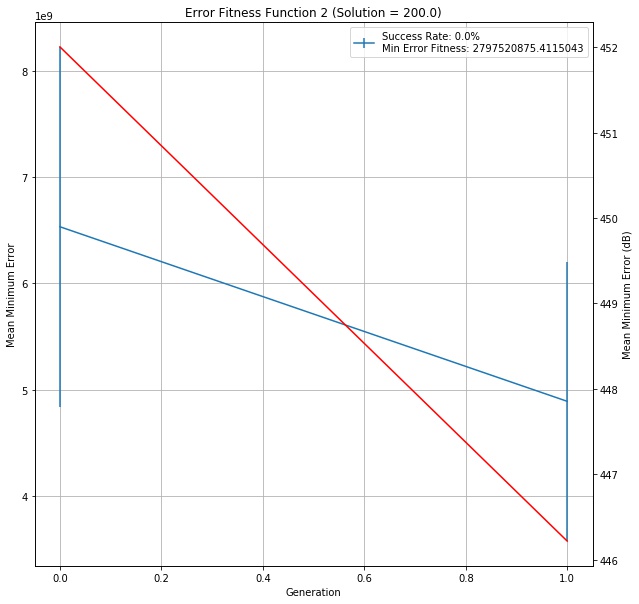 Error Fitness Function 2 (Solution = 200.0)
1e9
Success Rate: 0.0%
Min Error Fitness: 2797520875.4115043
8
7
6
5
4
Mean Minimum Error
452
451
450
449
448
447
446
Mean Minimum Error (dB)
0.0 0.2 0.4 0.6 0.8 1.0
Generation